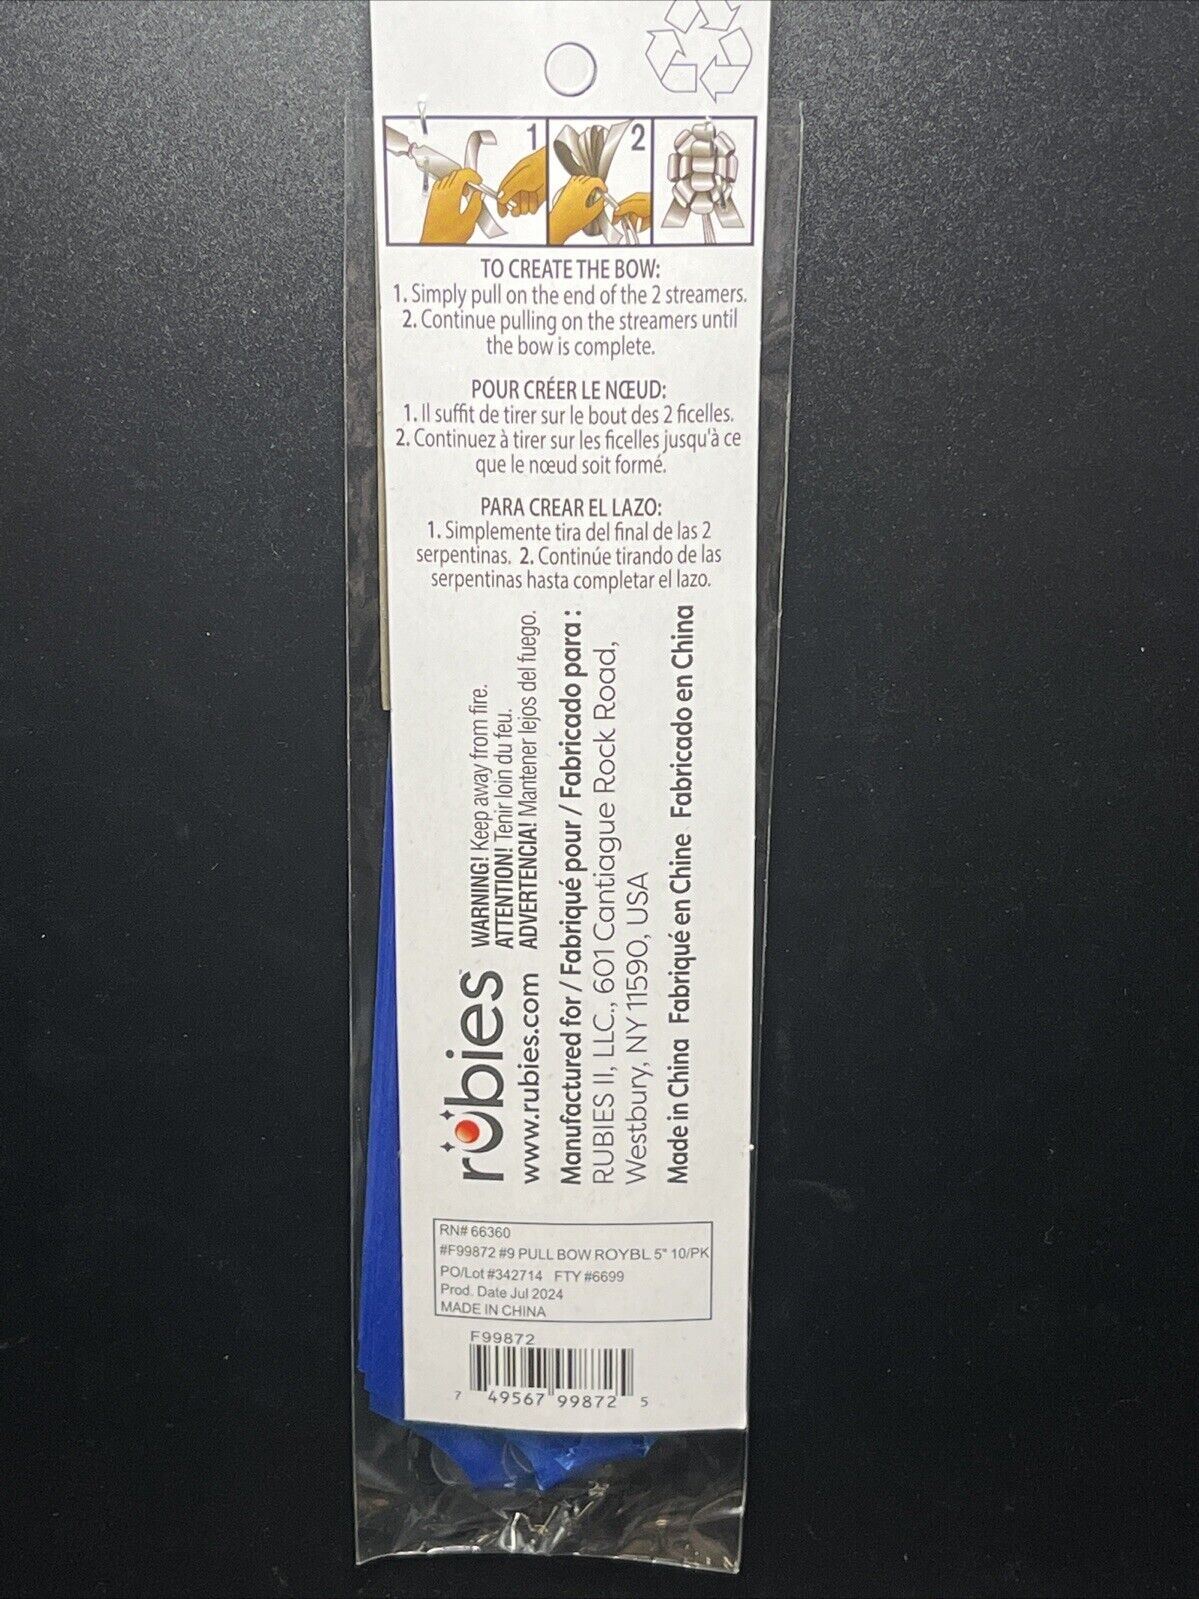 1
2
TO CREATE THE BOW:
1. Simply pull on the end of the 2 streamers.
2. Continue pulling on the streamers until
the bow is complete.
POUR CRÉER LE NŒUD:
1. Il suffit de tirer sur le bout des 2 ficelles.
2. Continuez à tirer sur les ficelles jusqu'à ce
que le nœud soit formé.
PARA CREAR EL LAZO:
1. Simplemente tira del final de las 2
serpentinas. 2. Continúe tirando de las
serpentinas hasta completar el lazo.
rubies™
www.rubies.com
WARNING! Keep away from fire.
ATTENTION! Tenir loin du feu.
ADVERTENCIA! Mantener lejos del fuego.
Manufactured for / Fabriqué pour / Fabricado para :
RUBIES II, LLC., 601 Cantiague Rock Road,
Westbury, NY 11590, USA
Made in China Fabriqué en Chine Fabricado en China
RN# 66360
#F99872 #9 PULL BOW ROYBL 5" 10/PK
PO/Lot #342714 FTY #6699
Prod. Date Jul 2024
MADE IN CHINA
F99872
7 49567 99872 5